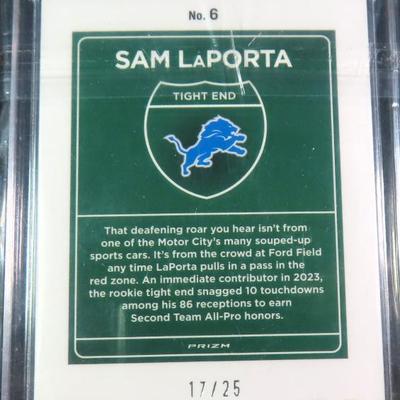 No. 6
SAM LAPORTA
TIGHT END
That deafening roar you hear isn't from
one of the Motor City's many souped-up
sports cars. It's from the crowd at Ford Field
any time LaPorta pulls in a pass in the
red zone. An immediate contributor in 2023,
the rookie tight end snagged 10 touchdowns
among his 86 receptions to earn
Second Team All-Pro honors.
PRIZM
17/25